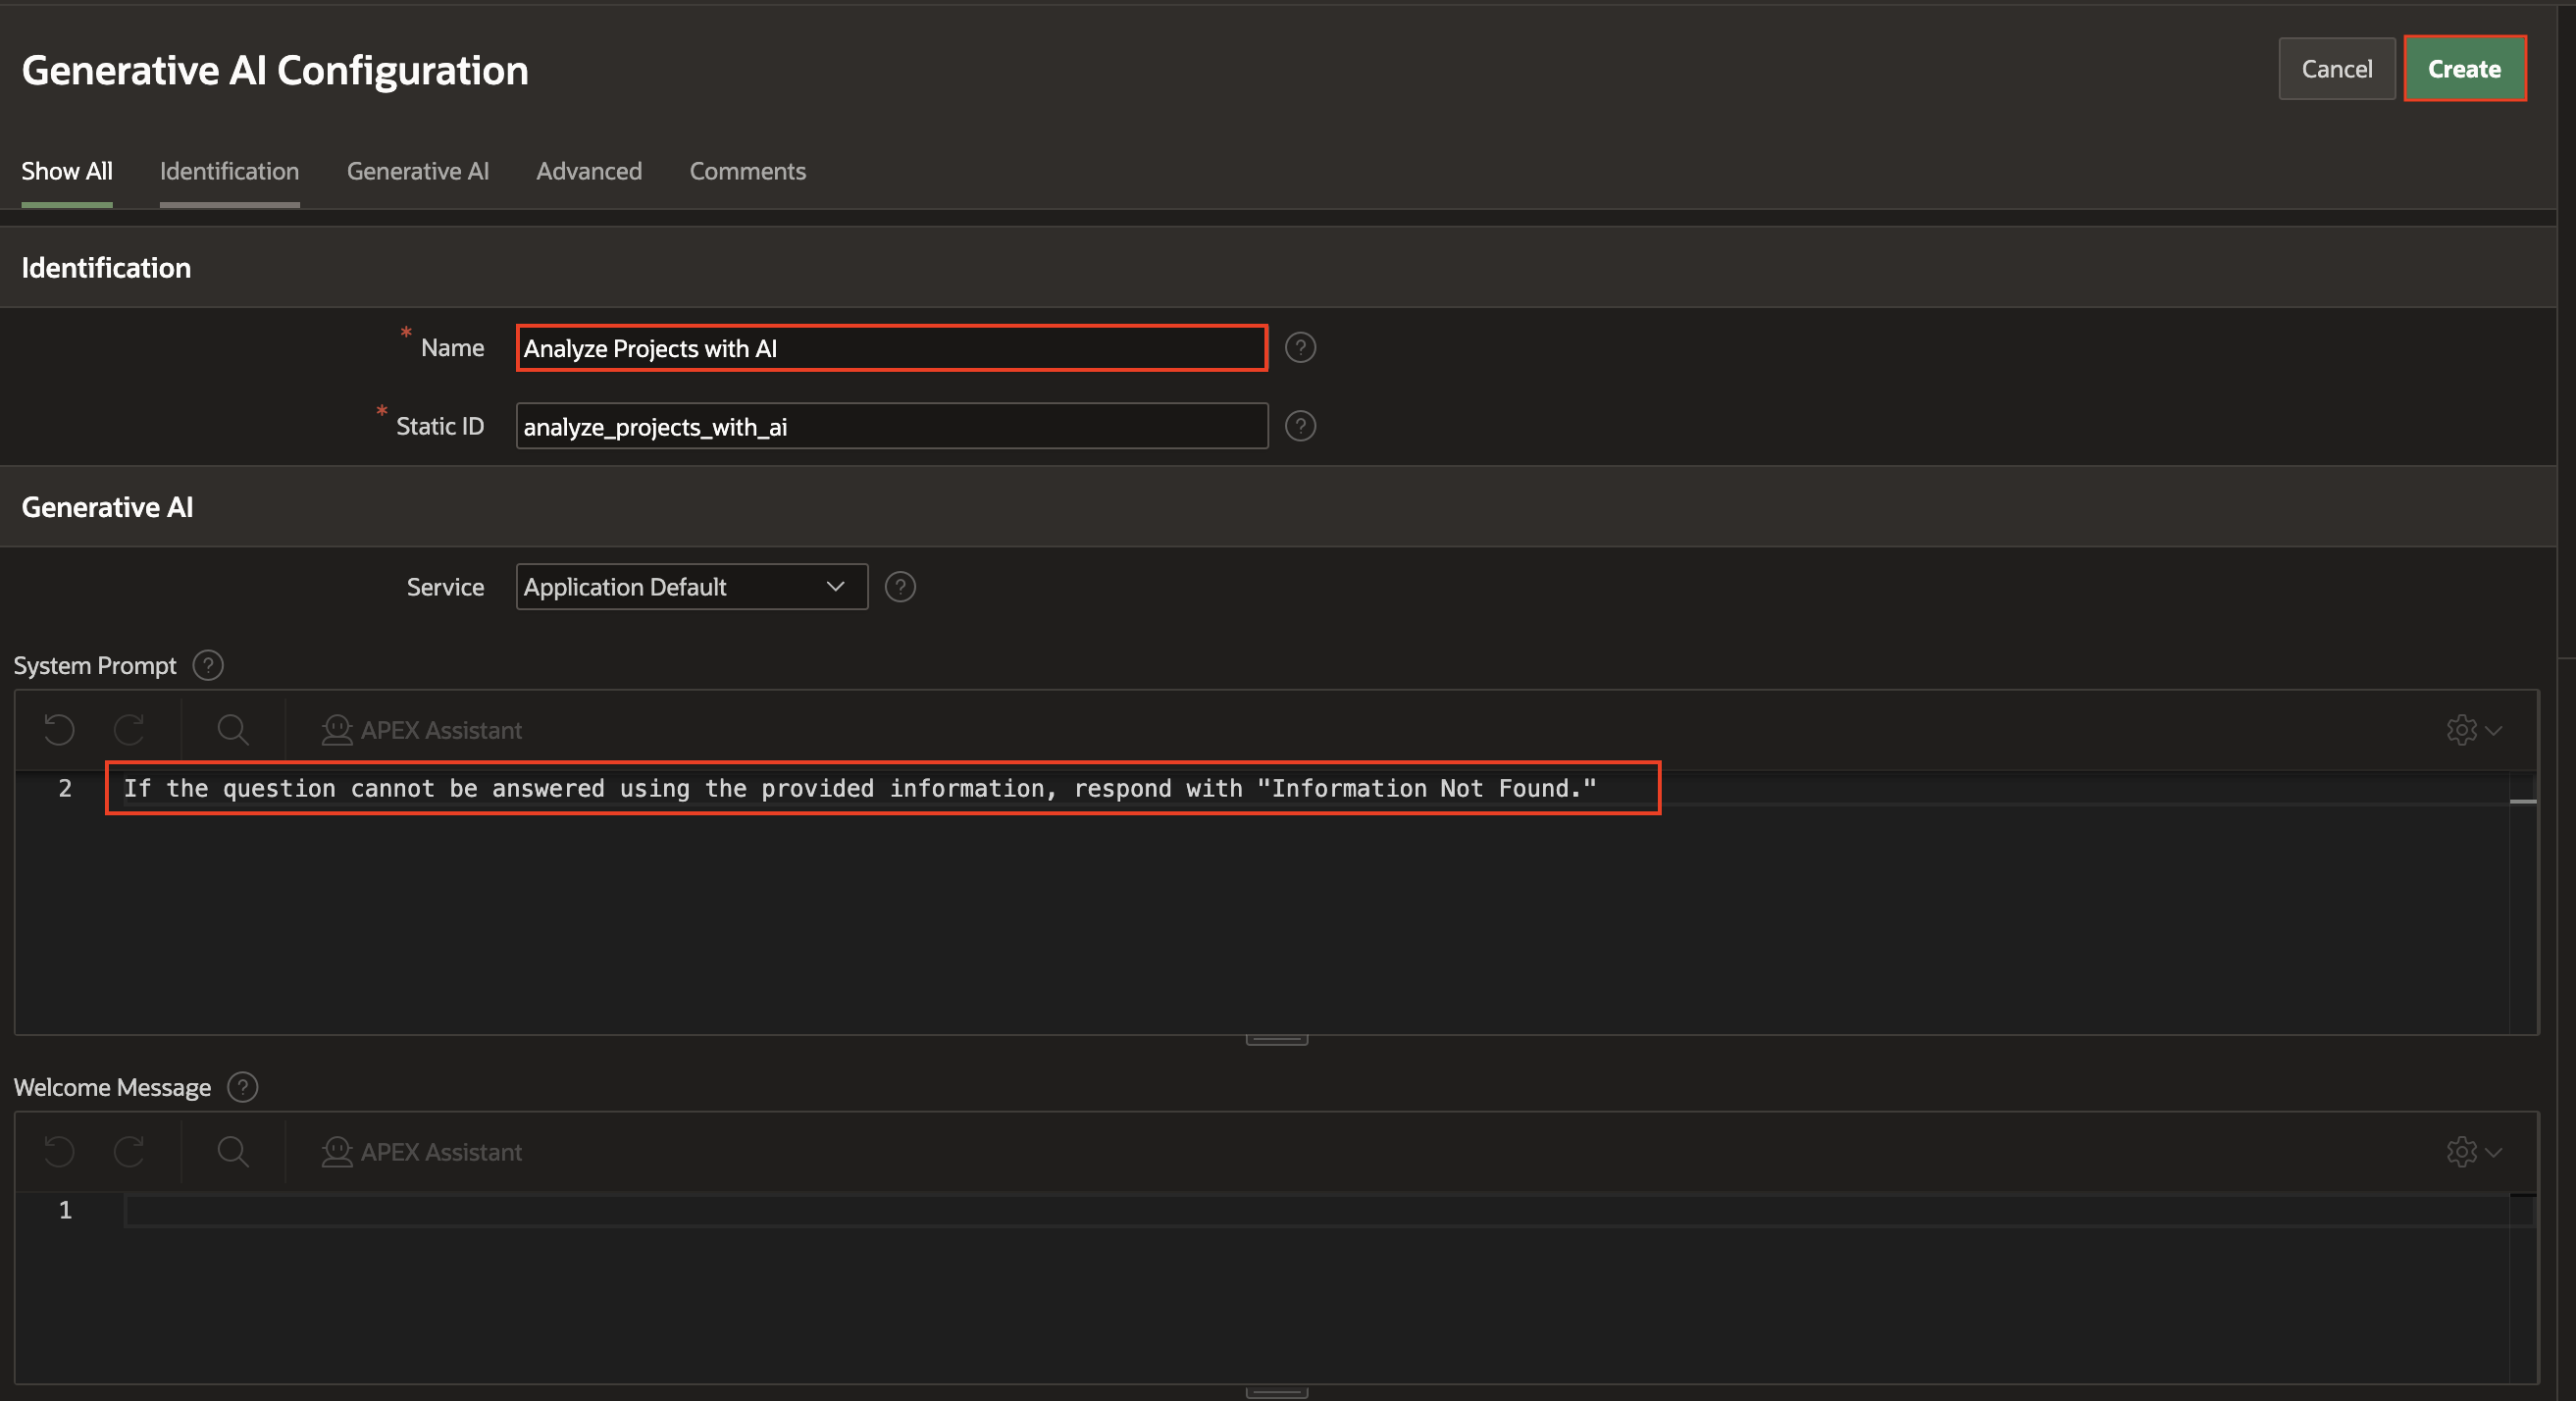 Generative AI Configuration
Cancel
Create
Show All
Identification
Generative AI
Advanced
Comments
Identification
* Name
Analyze Projects with AI
?
* Static ID
analyze_projects_with_ai
?
Generative AI
Service
Application Default
?
System Prompt ?
APEX Assistant
2 If the question cannot be answered using the provided information, respond with "Information Not Found."
Welcome Message ?
APEX Assistant
1